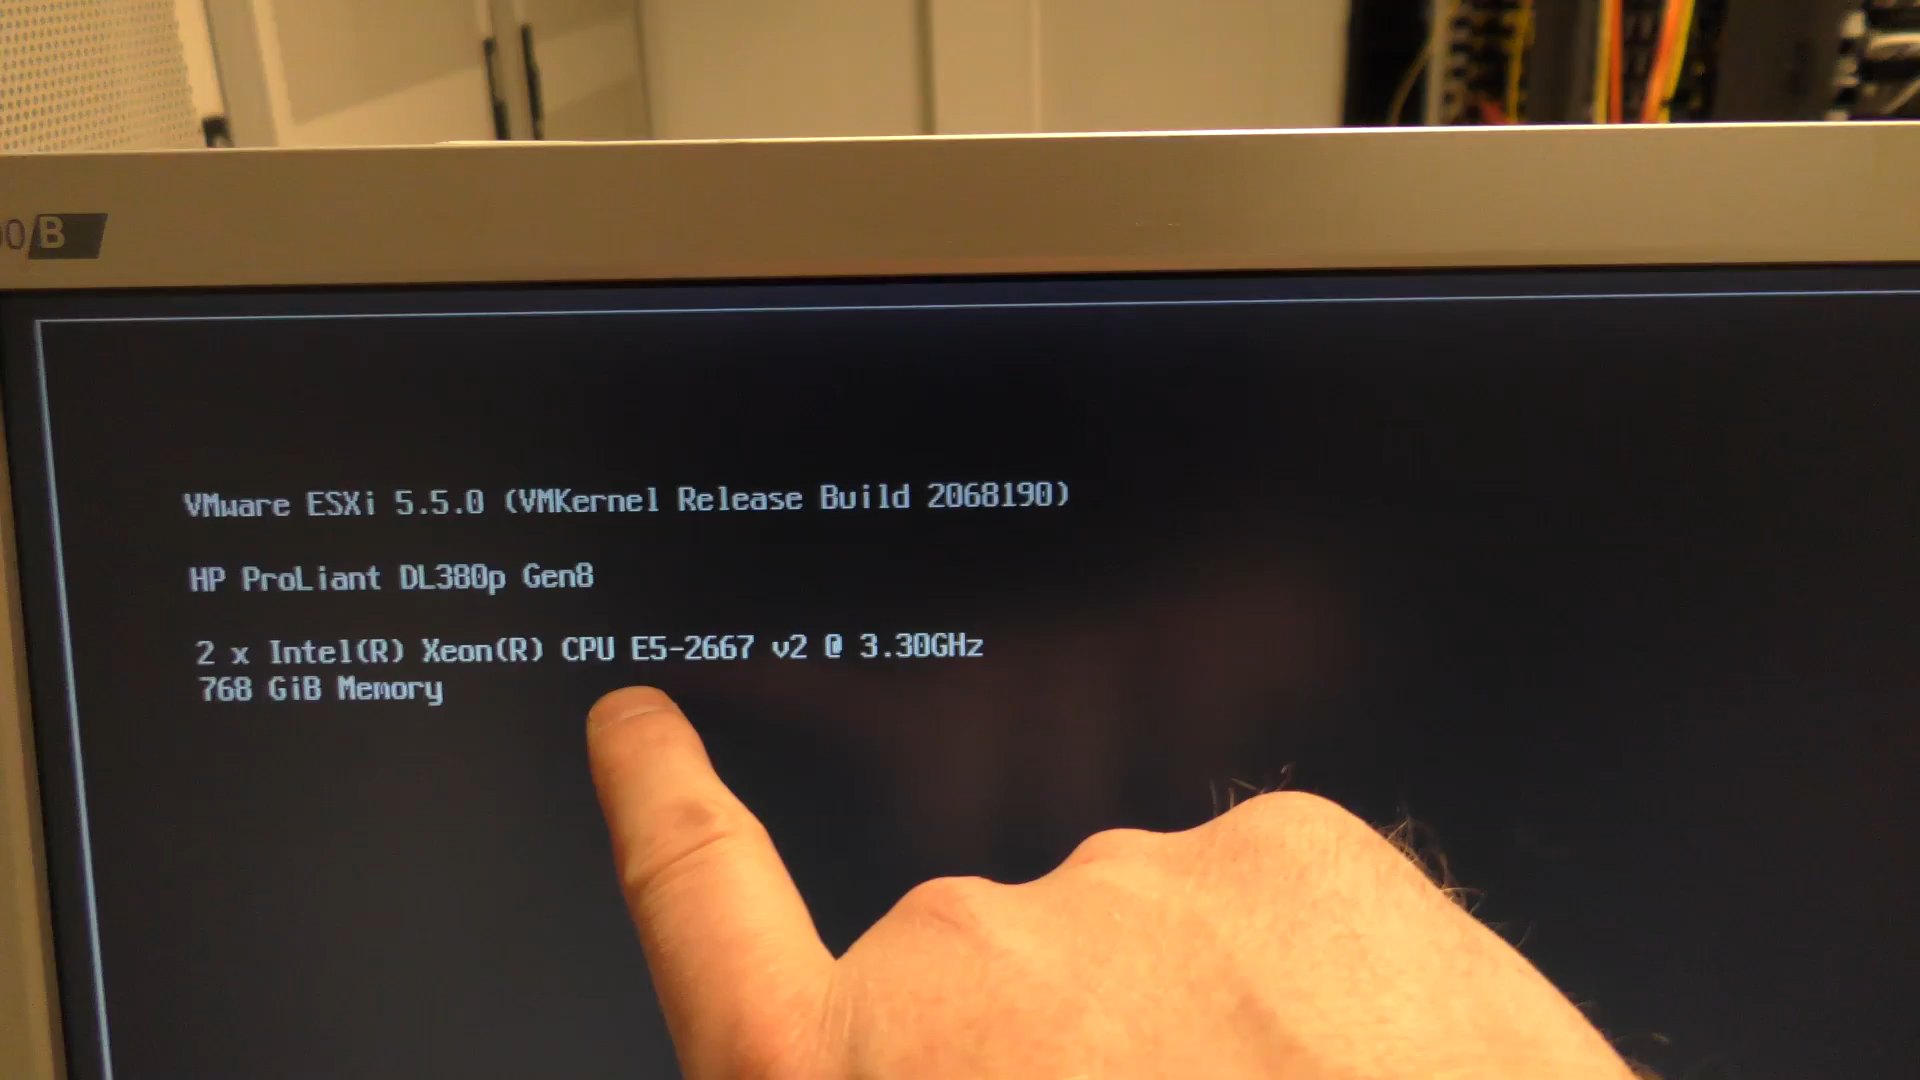 B
VMware ESXi 5.5.0 (VMKernel Release Build 2068190)
HP ProLiant DL380p Gen8
2 x Intel(R) Xeon(R) CPU E5-2667 v2 @ 3.30GHz
768 GiB Memory